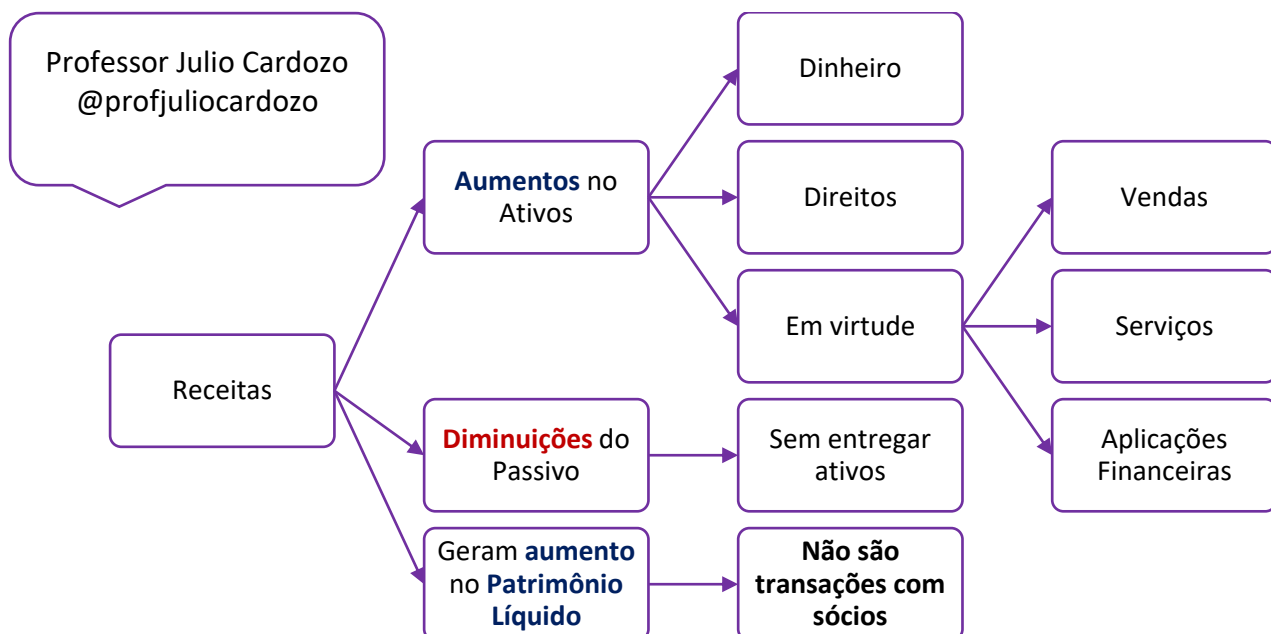 Professor Julio Cardozo
@profjuliocardozo
Receitas
Aumentos no
Ativos
Dinheiro
Direitos
Em virtude
Vendas
Serviços
Aplicações
Financeiras
Diminuições do
Passivo
Sem entregar
ativos
Geram aumento
no Patrimônio
Líquido
Não são
transações com
sócios